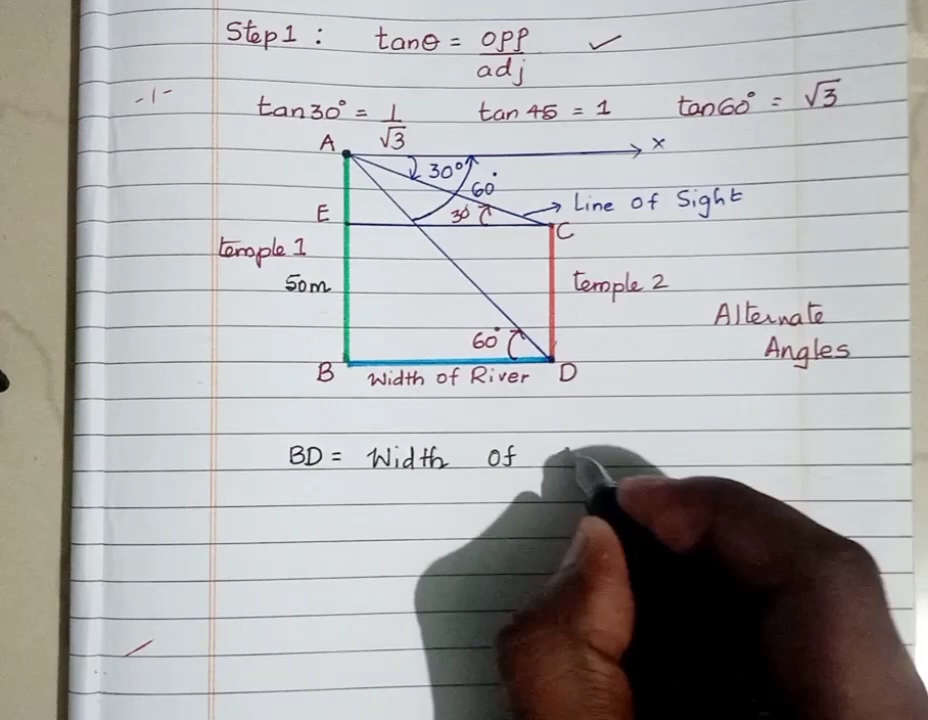 Step 1 : tanθ = opp/adj ✓
-1-
tan30° = 1/√3 tan 45 = 1 tan60° = √3
A x
30°
60°
Line of Sight
E 30° C
temple 1
50m temple 2
Alternate
Angles
60°
B Width of River D
BD = Width of